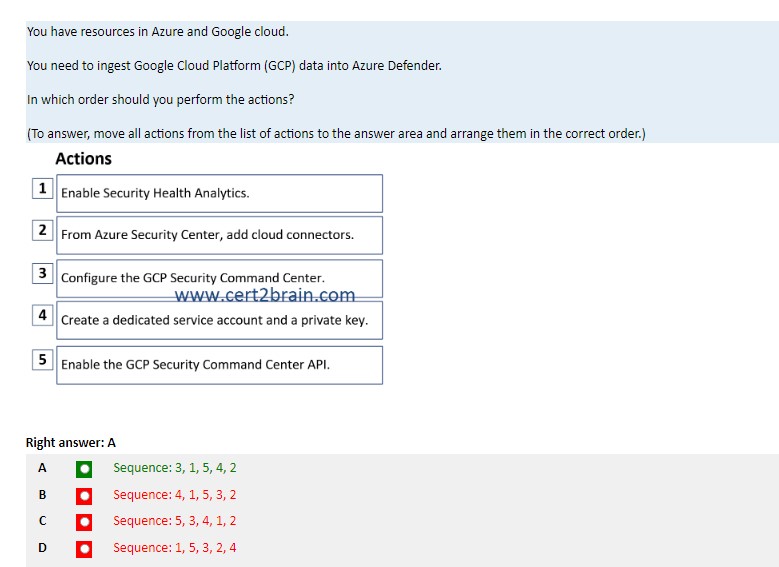 You have resources in Azure and Google cloud.
You need to ingest Google Cloud Platform (GCP) data into Azure Defender.
In which order should you perform the actions?
(To answer, move all actions from the list of actions to the answer area and arrange them in the correct order.)
Actions
1 Enable Security Health Analytics.
2 From Azure Security Center, add cloud connectors.
3 Configure the GCP Security Command Center.
www.cert2brain.com
4 Create a dedicated service account and a private key.
5 Enable the GCP Security Command Center API.
Right answer: A
A Sequence: 3, 1, 5, 4, 2
B Sequence: 4, 1, 5, 3, 2
C Sequence: 5, 3, 4, 1, 2
D Sequence: 1, 5, 3, 2, 4